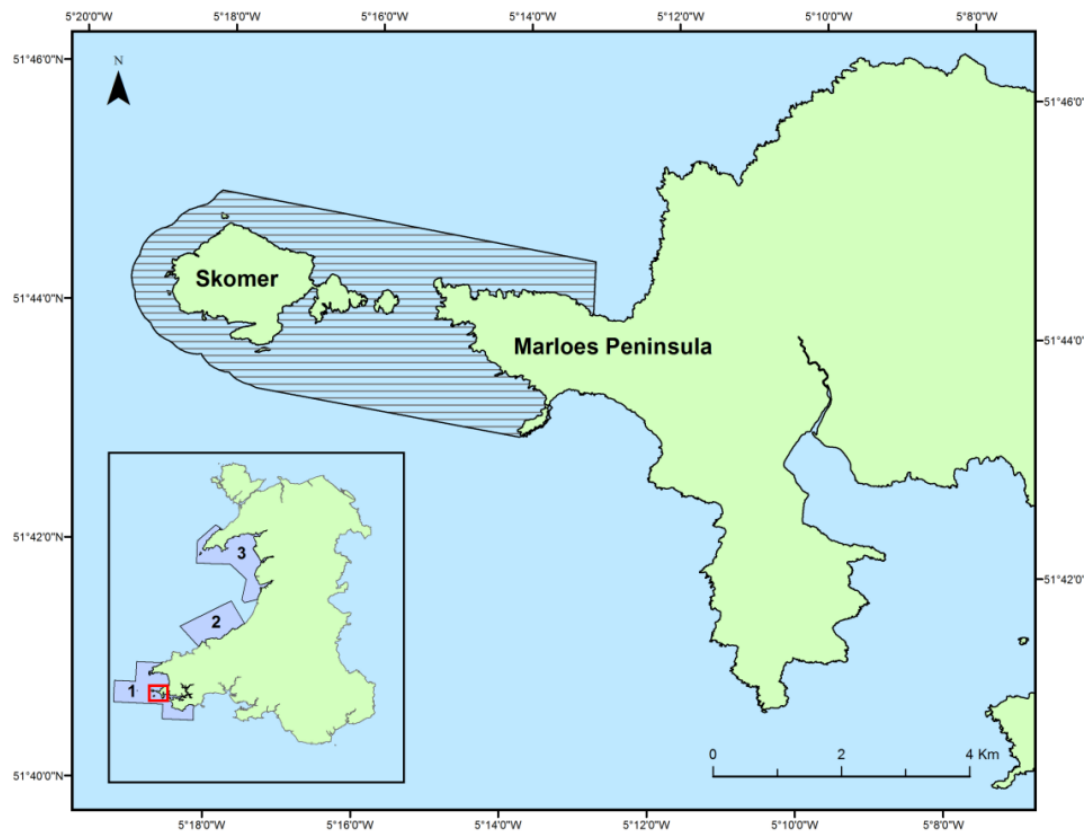 5°20'0"W 5°18'0"W 5°16'0"W 5°14'0"W 5°12'0"W 5°10'0"W 5°8'0"W
51°46'0"N
N
51°46'0"
Skomer
51°44'0"N
51°44'0"
Marloes Peninsula
51°42'0"N
3
51°42'0"
2
1
0 2 4 Km
51°40'0"N
5°18'0"W 5°16'0"W 5°14'0"W 5°12'0"W 5°10'0"W 5°8'0"W